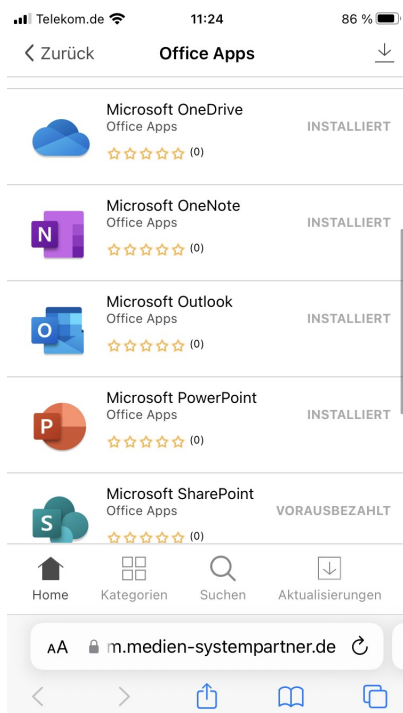 Telekom.de 11:24 86 %
Zurück Office Apps
Microsoft OneDrive
Office Apps INSTALLIERT
(0)
N
Microsoft OneNote
Office Apps INSTALLIERT
(0)
O
Microsoft Outlook
Office Apps INSTALLIERT
(0)
P
Microsoft PowerPoint
Office Apps INSTALLIERT
(0)
S
Microsoft SharePoint
Office Apps VORAUSBEZAHLT
(0)
Home Kategorien Suchen Aktualisierungen
AA m.medien-systempartner.de